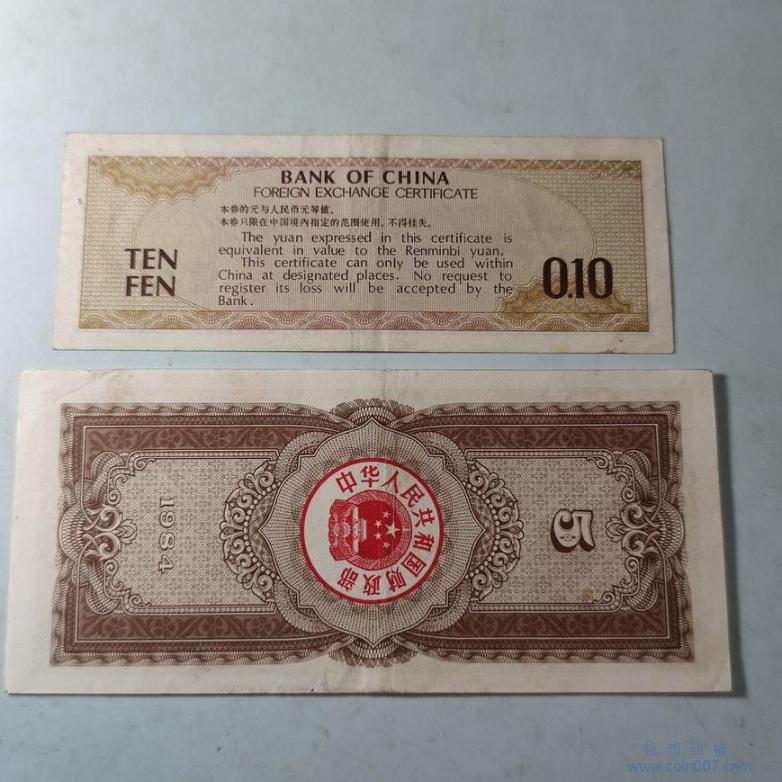 BANK OF CHINA
FOREIGN EXCHANGE CERTIFICATE
本券的元与人民币元等值。
本券只限在中国境内指定的范围使用，不得挂失。
TEN
FEN
The yuan expressed in this certificate is
equivalent in value to the Renminbi yuan.
This certificate can only be used within
China at designated places. No request to
register its loss will be accepted by the
Bank.
0.10
1984
中华人民共和国财政部
5
钱币纵横
www.coin007.com